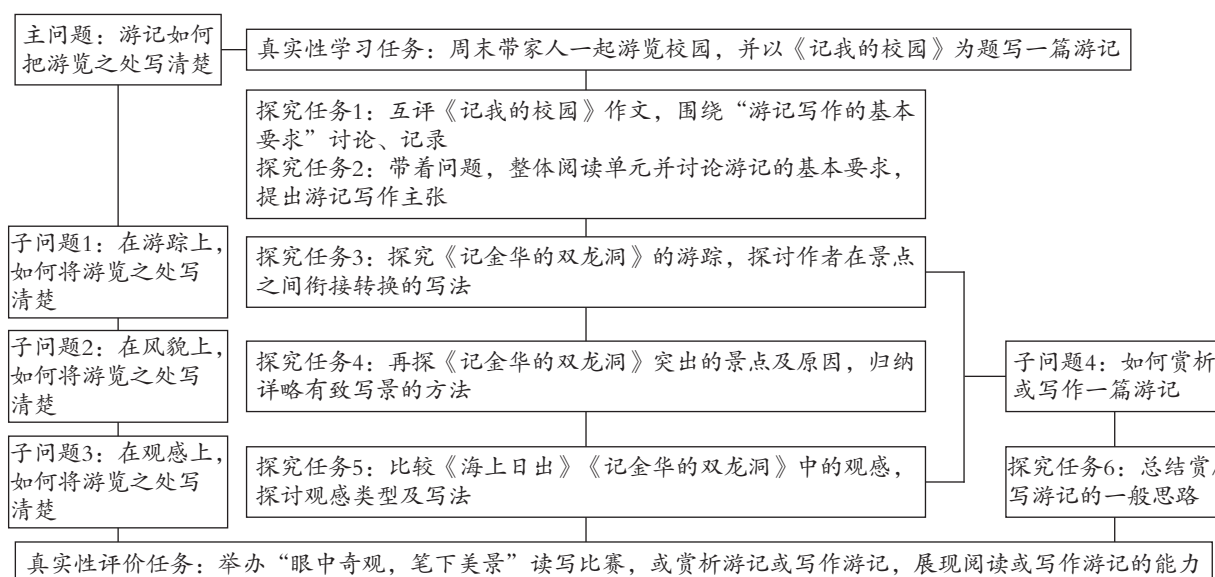 主问题：游记如何
把游览之处写清楚
真实性学习任务：周末带家人一起游览校园，并以《记我的校园》为题写一篇游记
探究任务1：互评《记我的校园》作文，围绕“游记写作的基本
要求”讨论、记录
探究任务2：带着问题，整体阅读单元并讨论游记的基本要求，
提出游记写作主张
子问题1：在游踪上，
如何将游览之处写
清楚
探究任务3：探究《记金华的双龙洞》的游踪，探讨作者在景点
之间衔接转换的写法
子问题2：在风貌上，
如何将游览之处写
清楚
探究任务4：再探《记金华的双龙洞》突出的景点及原因，归纳
详略有致写景的方法
子问题4：如何赏析
或写作一篇游记
子问题3：在观感上，
如何将游览之处写
清楚
探究任务5：比较《海上日出》《记金华的双龙洞》中的观感，
探讨观感类型及写法
探究任务6：总结赏
写游记的一般思路
真实性评价任务：举办“眼中奇观，笔下美景”读写比赛，或赏析游记或写作游记，展现阅读或写作游记的能力